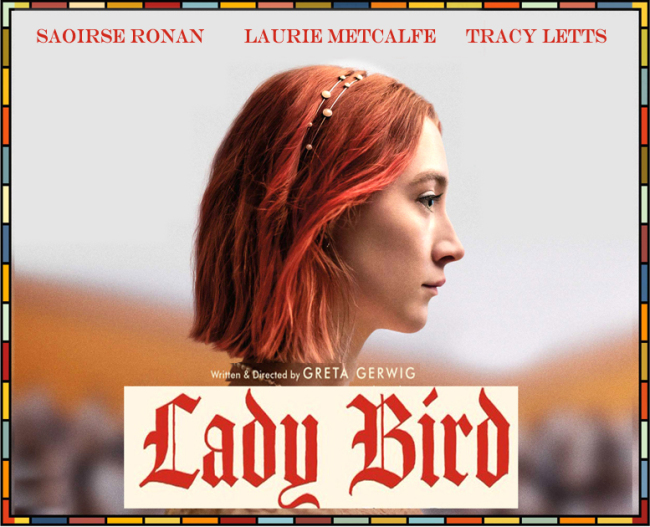 SAOIRSE RONAN LAURIE METCALFE TRACY LETTS
Written & Directed by GRETA GERWIG
Lady Bird